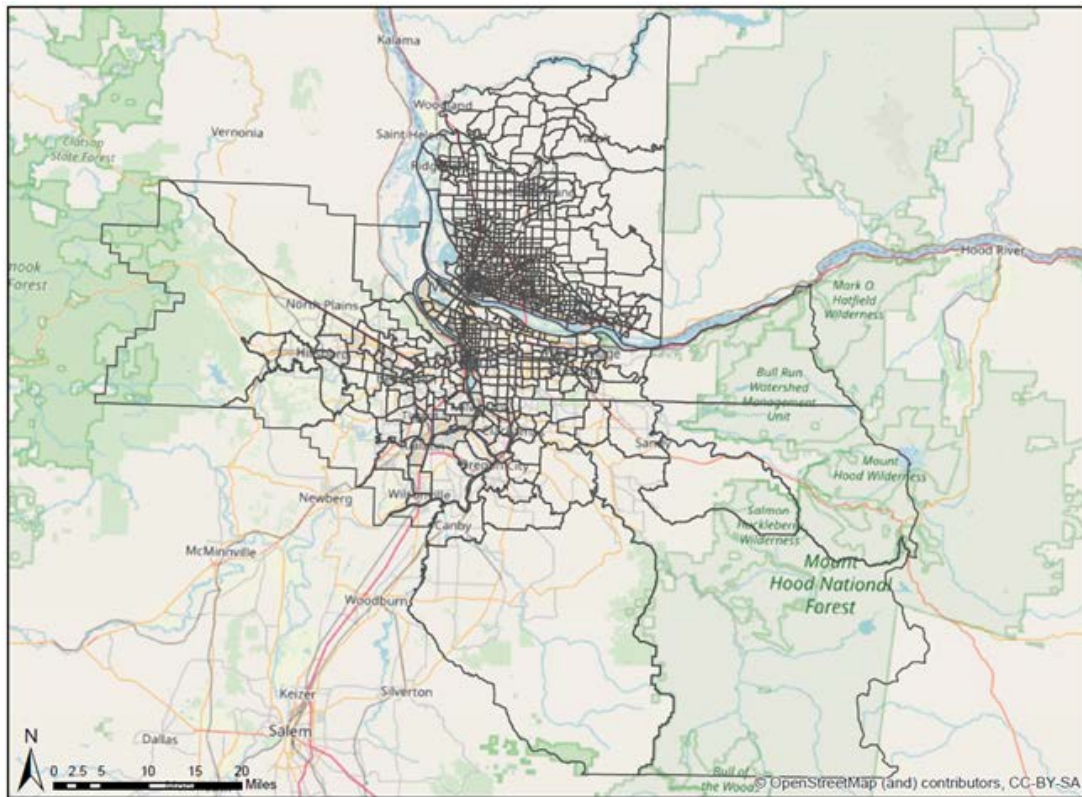 Kalama
Woodland
Vernonia
Saint Hele
Clatsop
State Forest
Ridge
Hood River
nook
Forest
North Plains
Mark O.
Hatfield
Wilderness
Bull Run
Watershed
Management
Unit
Sandy
Mount
Hood Wilderness
Oregon City
Newberg
Wilsonville
Salmon
Huckleberry
Wilderness
Canby
McMinnville
Mount
Hood National
Forest
Woodburn
Keizer
Silverton
Salem
Dallas
N
0 2.5 5 10 15 20
Miles
Bull of
the Woods
© OpenStreetMap (and) contributors, CC-BY-SA